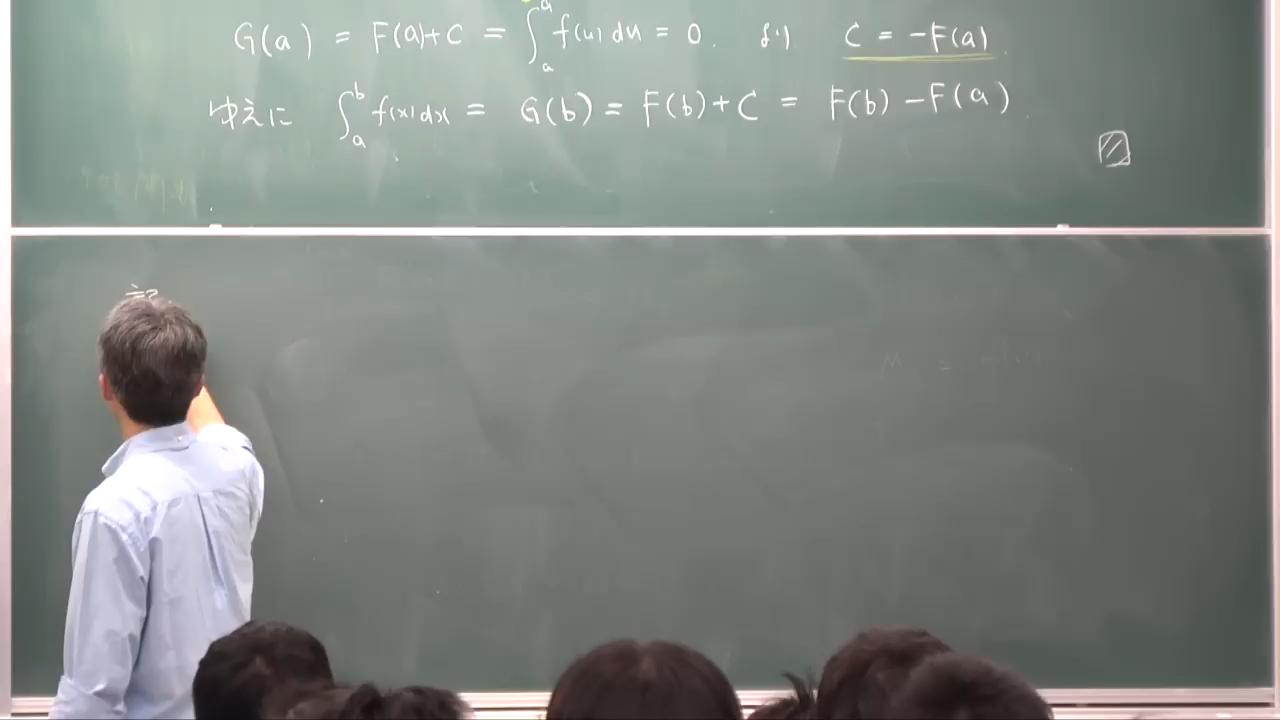 G(a) = F(a)+C = ∫_a^a f(u) du = 0. より C = -F(a).
ゆえに ∫_a^b f(x) dx = G(b) = F(b)+C = F(b) - F(a).